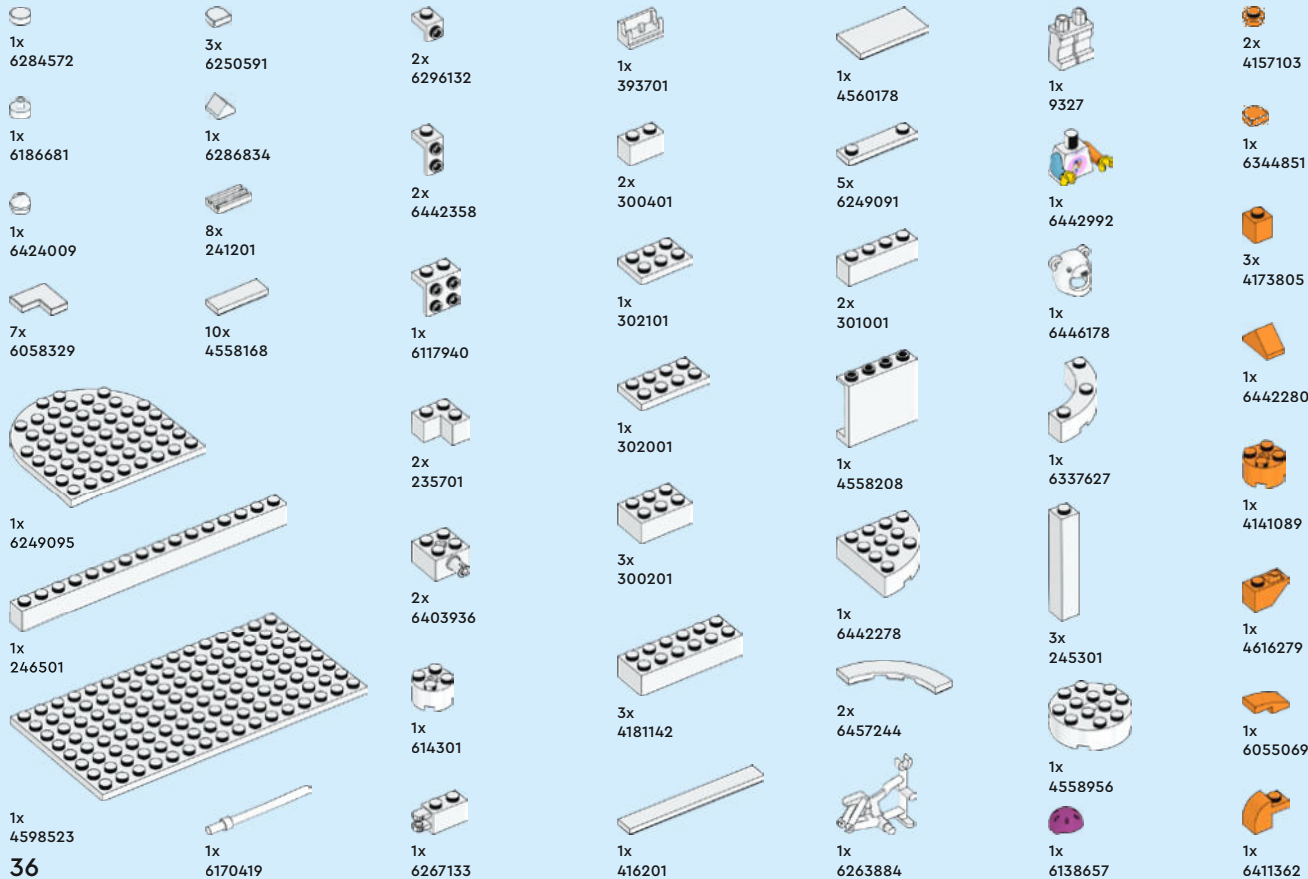 1x
6284572
1x
6186681
1x
6424009
7x
6058329
1x
6249095
1x
246501
1x
4598523
3x
6250591
1x
6286834
8x
241201
10x
4558168
1x
6170419
2x
6296132
2x
6442358
1x
6117940
2x
235701
2x
6403936
1x
614301
1x
6267133
1x
393701
2x
300401
1x
302101
1x
302001
3x
300201
3x
4181142
1x
416201
1x
4560178
5x
6249091
2x
301001
1x
4558208
1x
6442278
2x
6457244
1x
6263884
1x
9327
1x
6442992
1x
6446178
1x
6337627
3x
245301
1x
4558956
1x
6138657
2x
4157103
1x
6344851
3x
4173805
1x
6442280
1x
4141089
1x
4616279
1x
6055069
1x
6411362
36